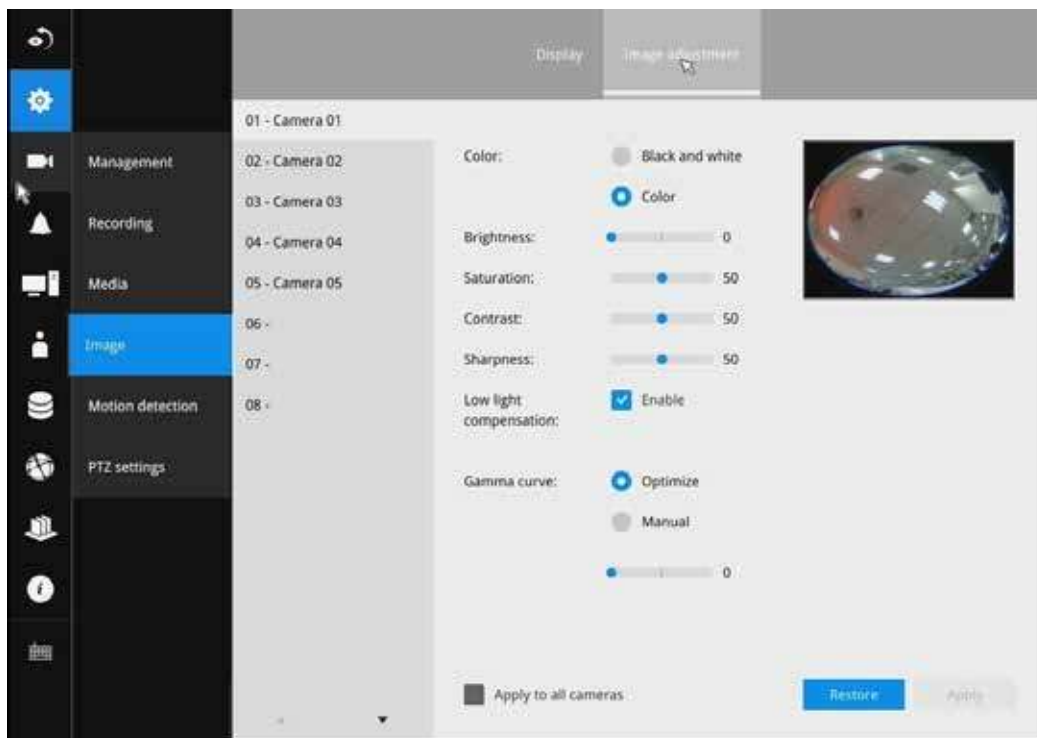 Display
Image adjustment
Management
Recording
Media
Image
Motion detection
PTZ settings
01 - Camera 01
02 - Camera 02
03 - Camera 03
04 - Camera 04
05 - Camera 05
06 -
07 -
08 -
Color:
Black and white
Color
Brightness:
0
Saturation:
50
Contrast:
50
Sharpness:
50
Low light
compensation:
Enable
Gamma curve:
Optimize
Manual
0
Apply to all cameras
Restore
Apply